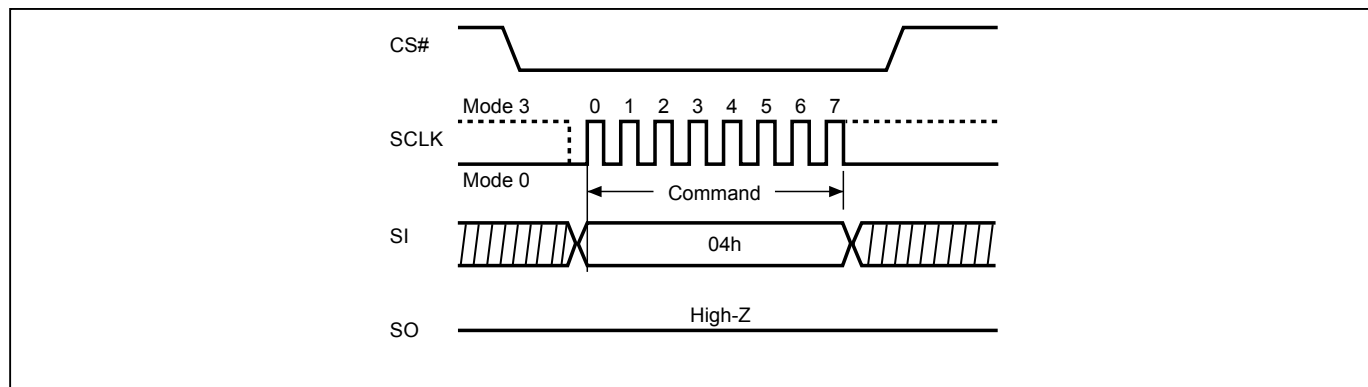 CS#
Mode 3
0 1 2 3 4 5 6 7
SCLK
Mode 0
Command
SI
04h
High-Z
SO